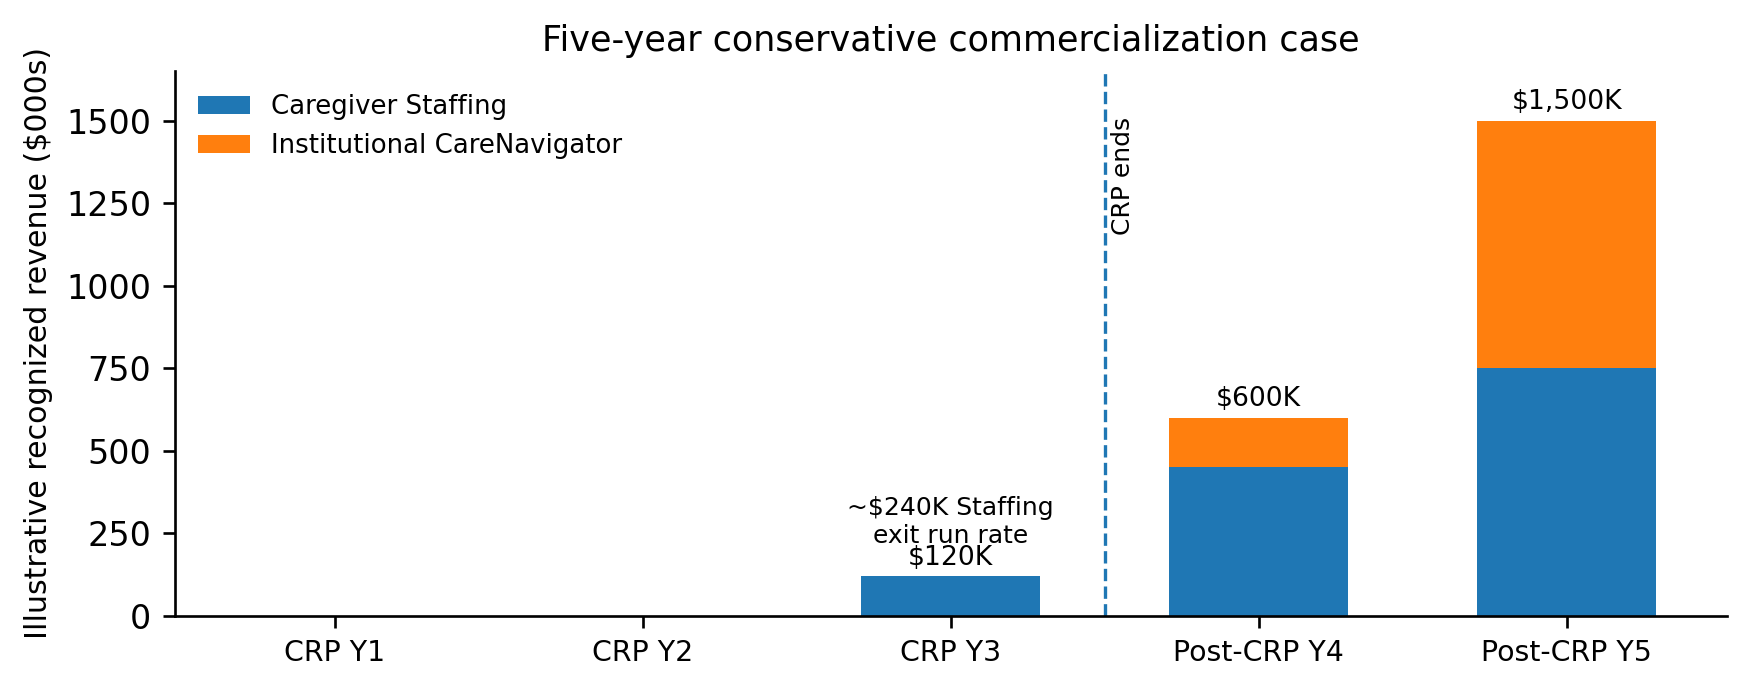 Five-year conservative commercialization case
Illustrative recognized revenue ($000s)
1500
1250
1000
750
500
250
0
Caregiver Staffing
Institutional CareNavigator
~$240K Staffing
exit run rate
$120K
CRP ends
$600K
$1,500K
CRP Y1
CRP Y2
CRP Y3
Post-CRP Y4
Post-CRP Y5